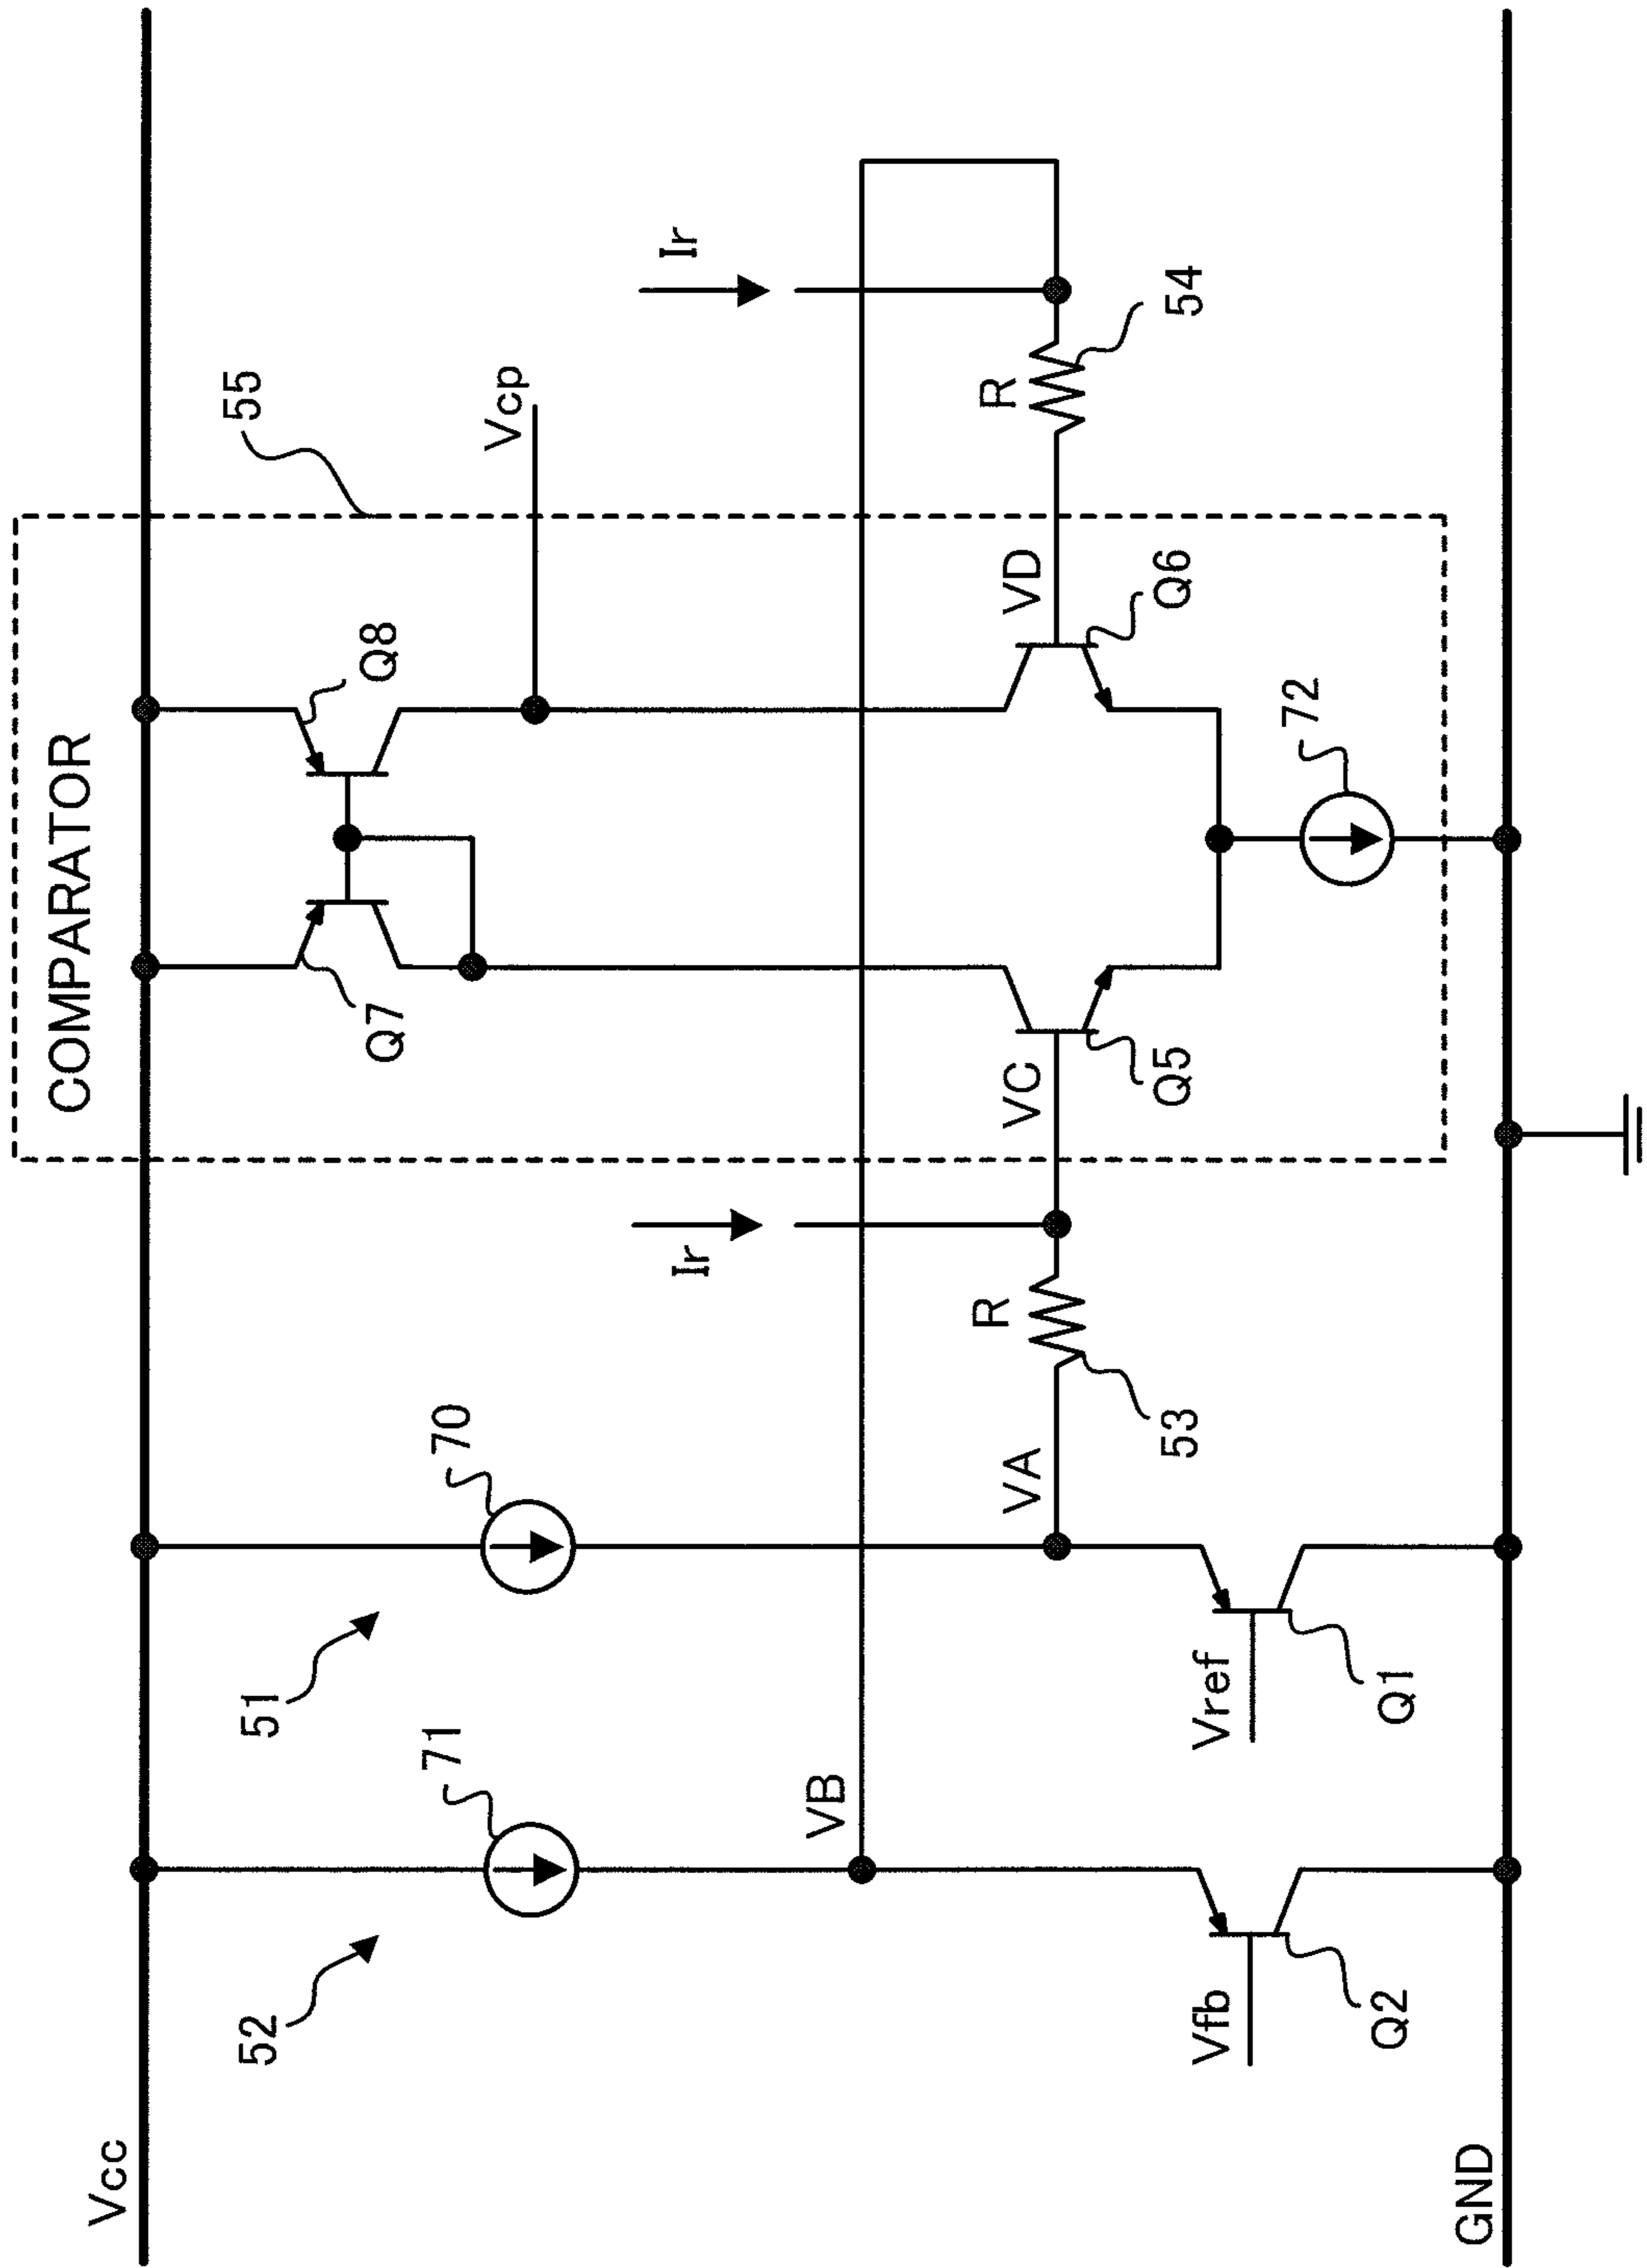 COMPARATOR
55
Vcc
52
51
71
70
Q7
Q8
Vcp
Ir
Ir
VB
VA
R
53
VC
VD
R
54
Q5
Q6
72
Vfb
Q2
Vref
Q1
GND